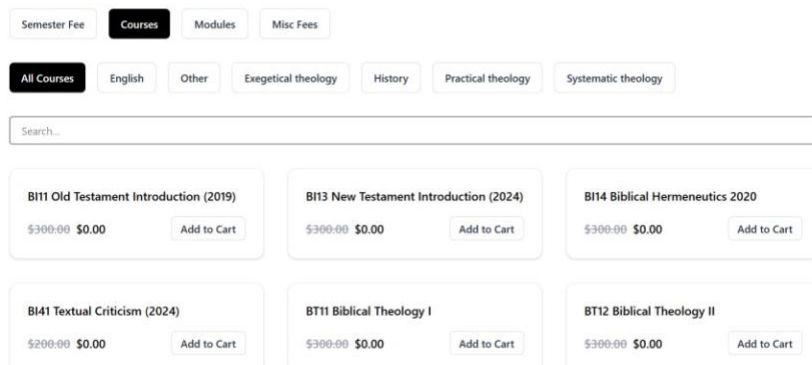 Semester Fee Courses Modules Misc Fees
All Courses English Other Exegetical theology History Practical theology Systematic theology
Search...
BI11 Old Testament Introduction (2019)
$300.00 $0.00 Add to Cart
BI13 New Testament Introduction (2024)
$300.00 $0.00 Add to Cart
BI14 Biblical Hermeneutics 2020
$300.00 $0.00 Add to Cart
BI41 Textual Criticism (2024)
$200.00 $0.00 Add to Cart
BT11 Biblical Theology I
$300.00 $0.00 Add to Cart
BT12 Biblical Theology II
$300.00 $0.00 Add to Cart